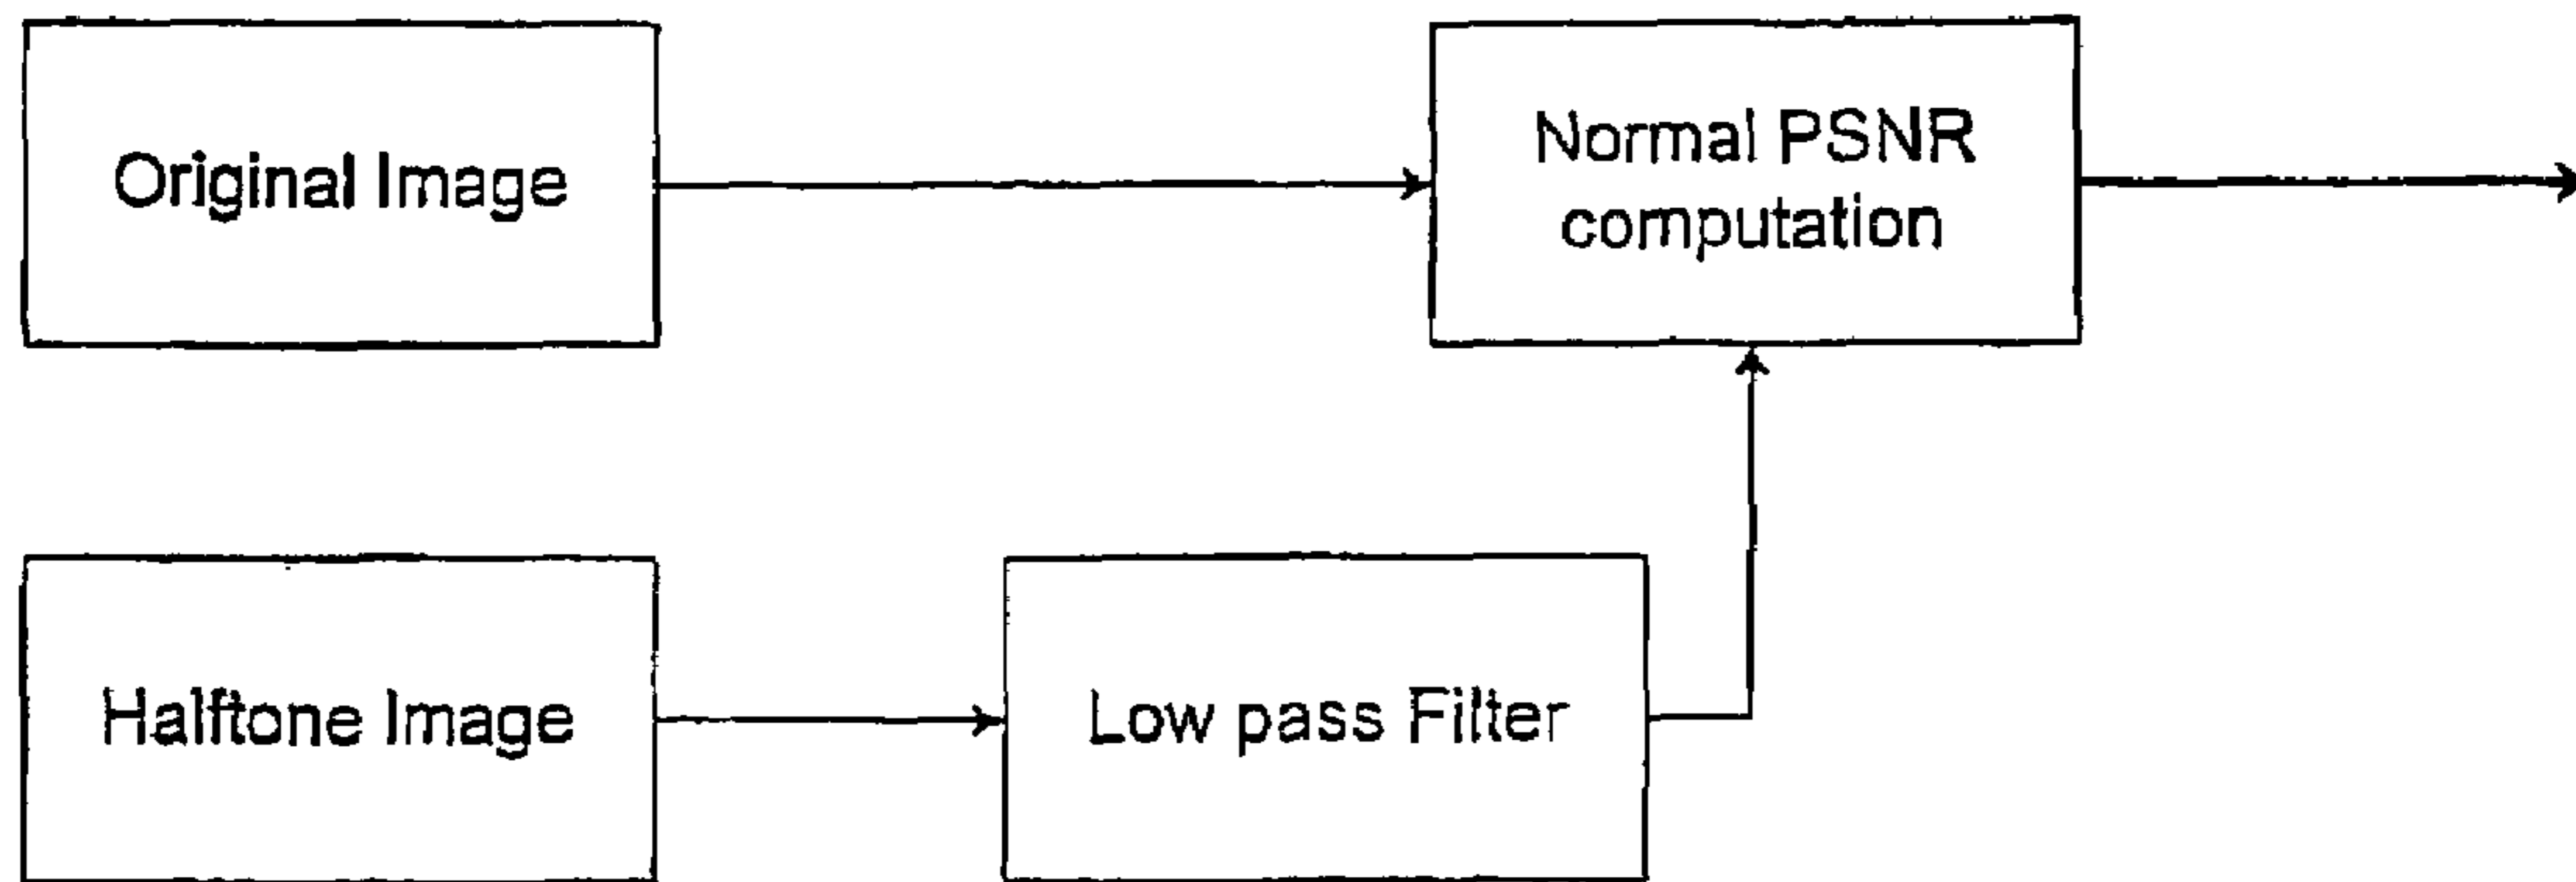 Original Image
Normal PSNR
computation
Halftone Image
Low pass Filter